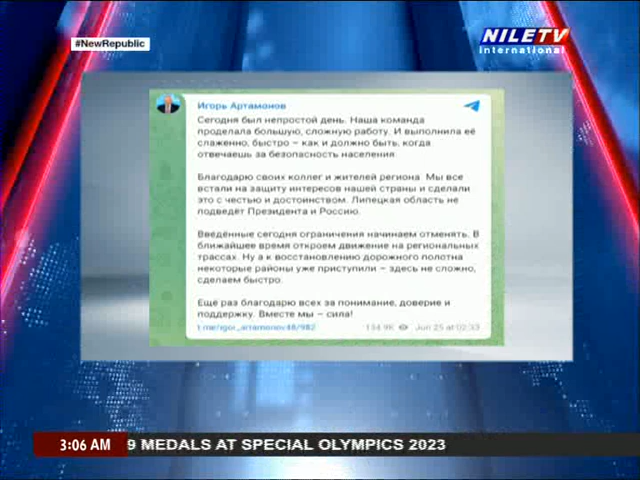 #NewRepublic
NILE TV
international
Игорь Артамонов
Сегодня был непростой день. Наша команда
проделала большую, сложную работу. И выполнила её
слаженно, быстро – как и должно быть, когда
отвечаешь за безопасность населения.
Благодарю своих коллег и жителей региона. Мы все
встали на защиту интересов нашей страны и сделали
это с честью и достоинством. Липецкая область не
подведёт Президента и Россию.
Введённые сегодня ограничения начинаем отменять. В
ближайшее время откроем движение на региональных
трассах. Ну а к восстановлению дорожного полотна
некоторые районы уже приступили – здесь не сложно,
сделаем быстро.
Ещё раз благодарю всех за понимание, доверие и
поддержку. Вместе мы – сила!
t.me/igor_artamonov48/982 134.9K Jun 25 at 02:33
3:06 AM 9 MEDALS AT SPECIAL OLYMPICS 2023